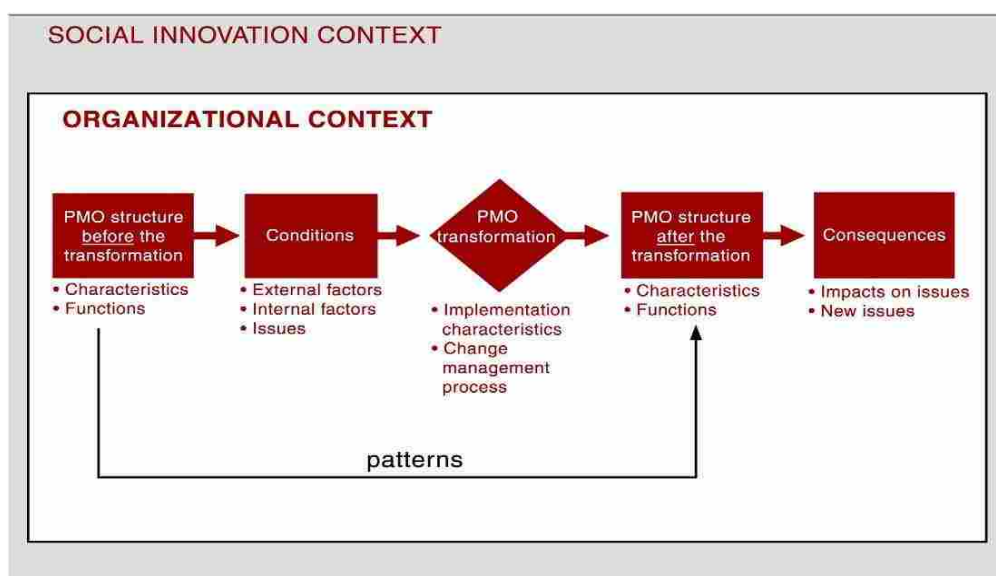 SOCIAL INNOVATION CONTEXT
ORGANIZATIONAL CONTEXT
PMO structure
before the
transformation
• Characteristics
• Functions
Conditions
• External factors
• Internal factors
• Issues
PMO
transformation
• Implementation
characteristics
• Change
management
process
PMO structure
after the
transformation
• Characteristics
• Functions
Consequences
• Impacts on issues
• New issues
patterns